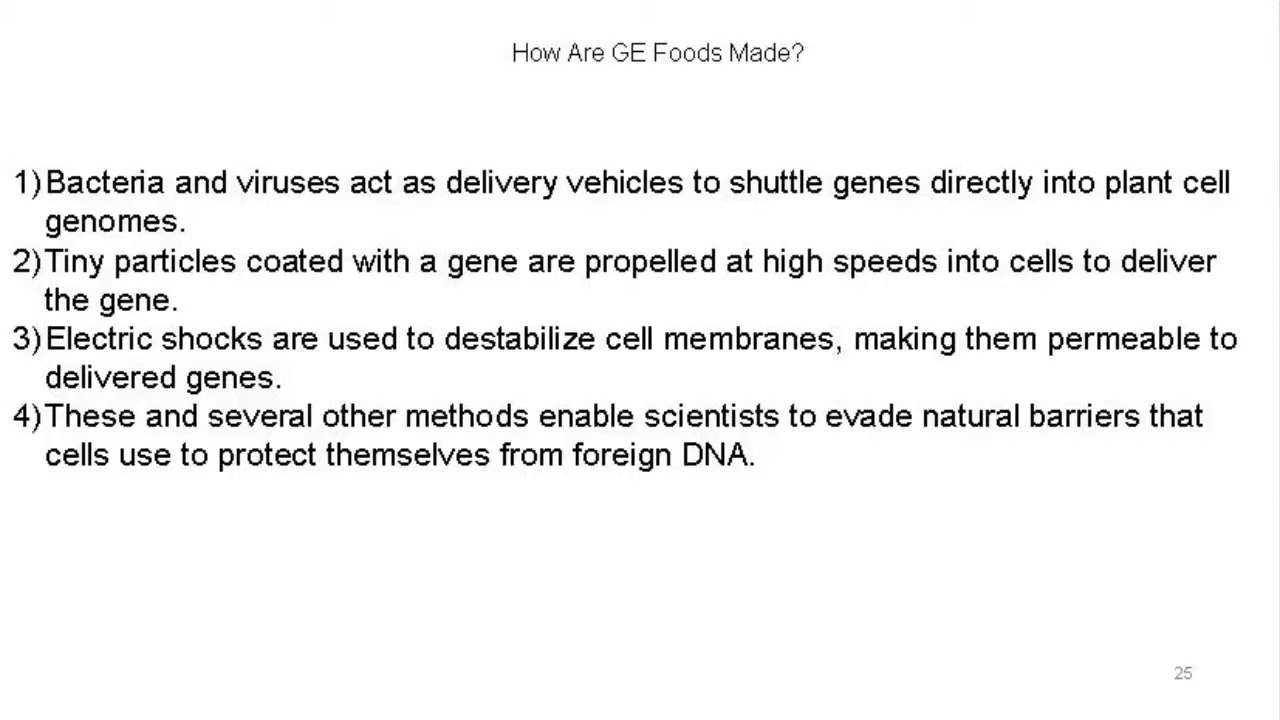 How Are GE Foods Made?
1)Bacteria and viruses act as delivery vehicles to shuttle genes directly into plant cell
genomes.
2)Tiny particles coated with a gene are propelled at high speeds into cells to deliver
the gene.
3)Electric shocks are used to destabilize cell membranes, making them permeable to
delivered genes.
4)These and several other methods enable scientists to evade natural barriers that
cells use to protect themselves from foreign DNA.
25